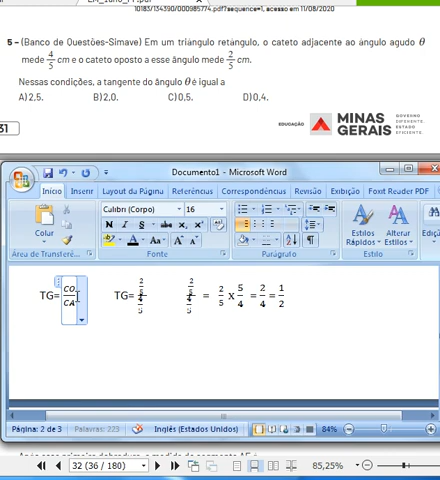 10183/134390/000985774.pdf?sequence=1, acesso em 11/08/2020
5 – (Banco de Questões-Simave) Em um triângulo retângulo, o cateto adjacente ao ângulo agudo θ
mede 4/5 cm e o cateto oposto a esse ângulo mede 2/5 cm.
Nessas condições, a tangente do ângulo θ é igual a
A) 2,5. B) 2,0. C) 0,5. D) 0,4.
31
EDUCAÇÃO MINAS GERAIS GOVERNO DIFERENTE ESTADO EFICIENTE
Documento1 - Microsoft Word
Início Inserir Layout da Página Referências Correspondências Revisão Exibição Foxit Reader PDF
Colar
Calibri (Corpo) 16
N I S abc x, x²
Aa A A
Estilos Rápidos Alterar Estilos Ediçã
Área de Transferê... Fonte Parágrafo Estilo
TG= CO/CA TG= 2/5 / 4/5 2/5 / 4/5 = 2/5 X 5/4 = 2/4 = 1/2
Página: 2 de 3 Palavras: 223 Inglês (Estados Unidos) 84%
32 (36 / 180) 85,25%